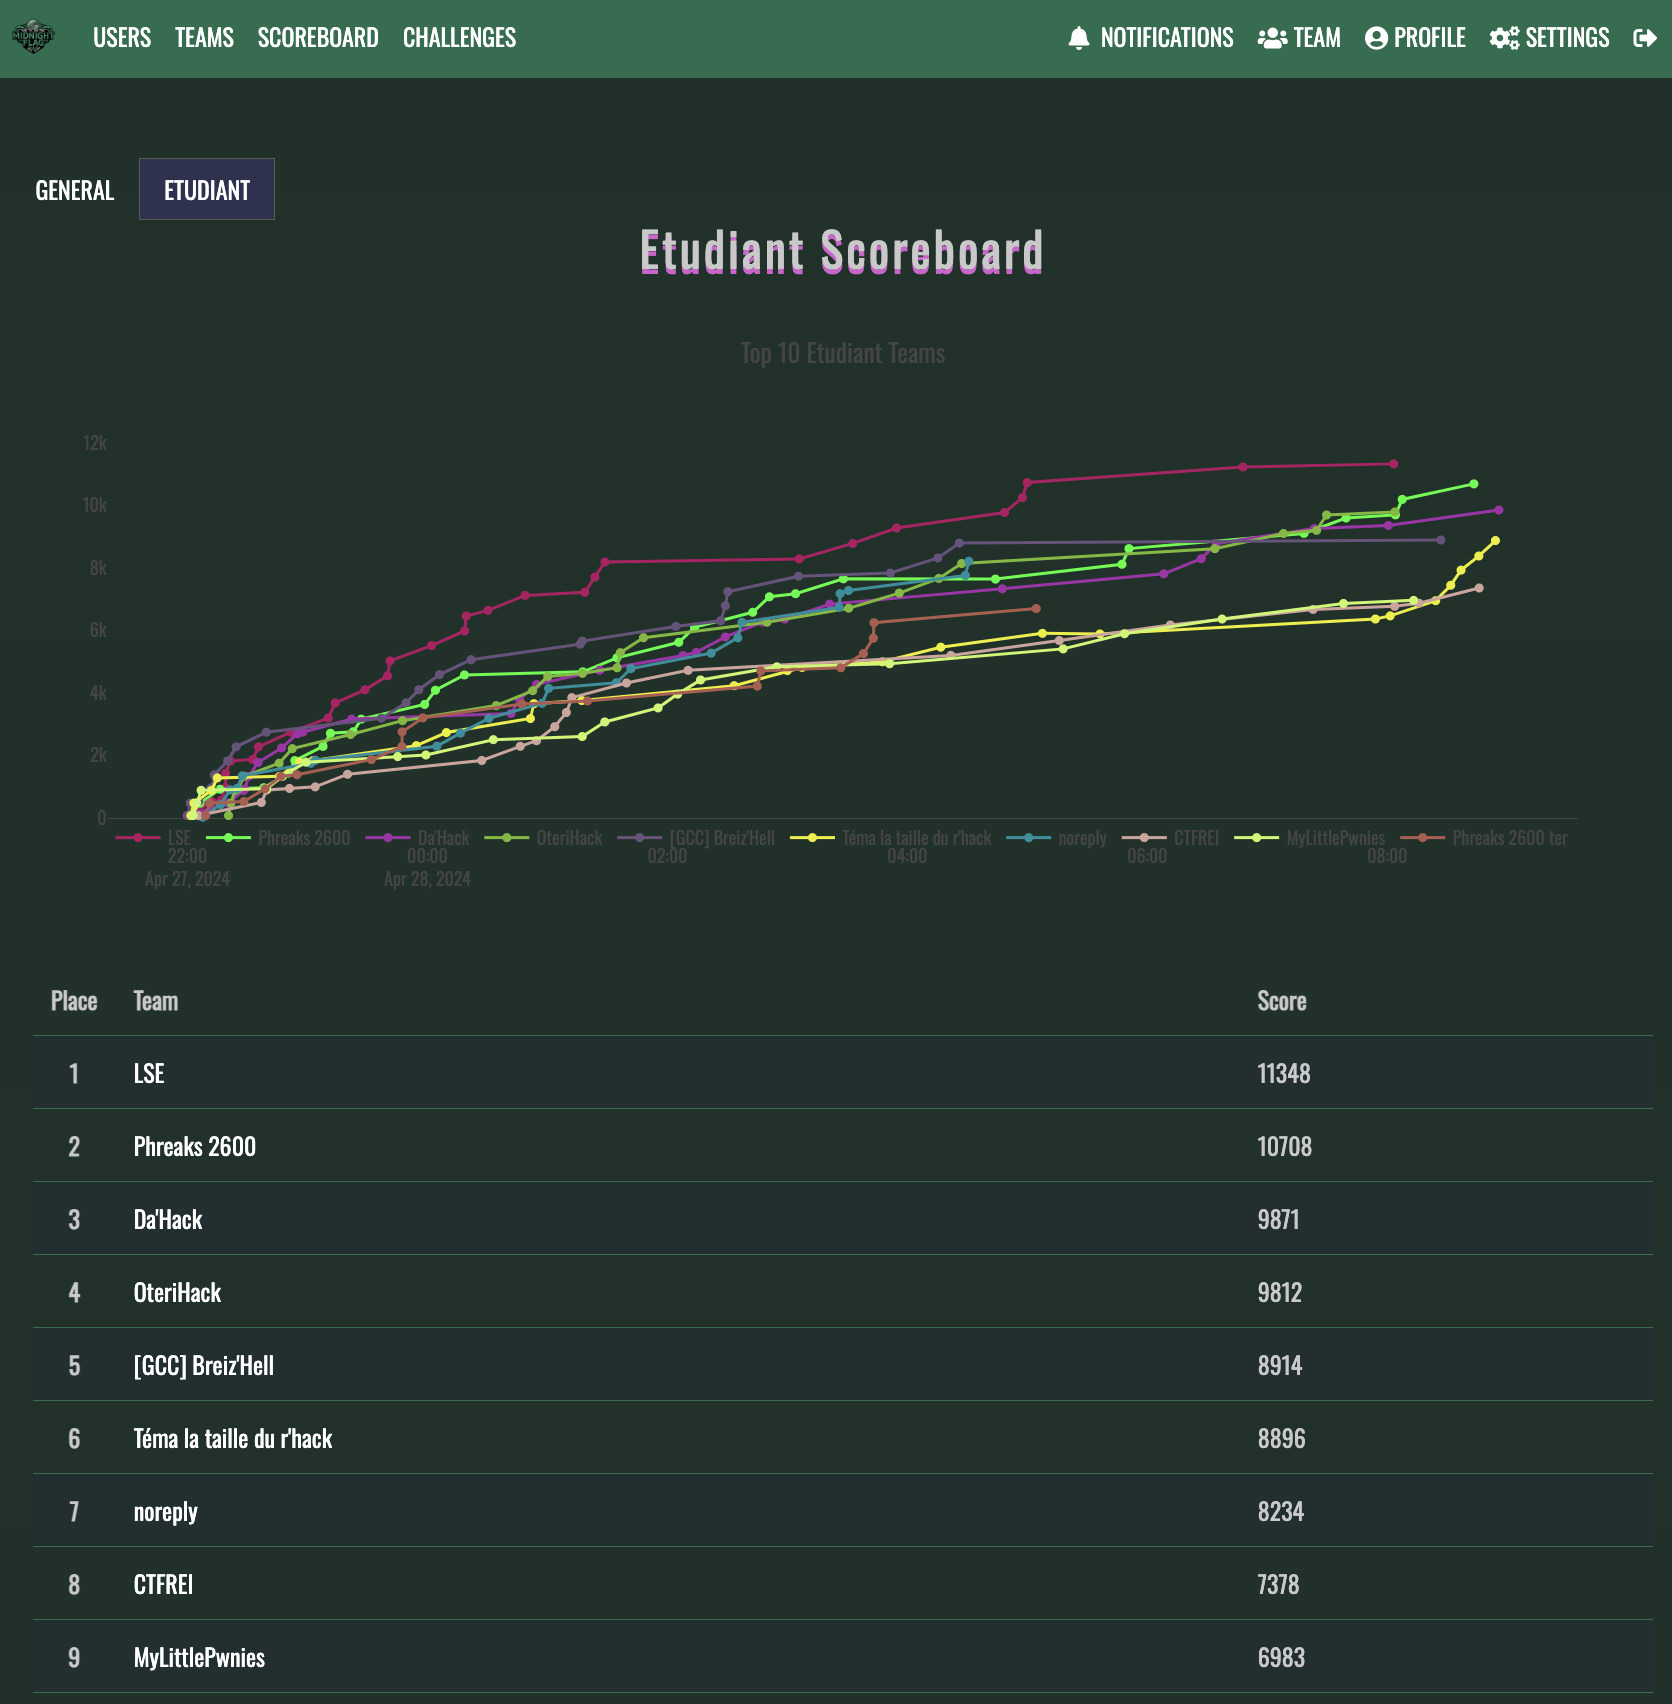 MIDNIGHT
FLAG
USERS TEAMS SCOREBOARD CHALLENGES NOTIFICATIONS TEAM PROFILE SETTINGS
GENERAL ETUDIANT
Etudiant Scoreboard
Top 10 Etudiant Teams
12k
10k
8k
6k
4k
2k
0
LSE Phreaks 2600 Da'Hack OteriHack [GCC] Breiz'Hell Téma la taille du r'hack noreply CTFREI MyLittlePwnies Phreaks 2600 ter
22:00 00:00 02:00 04:00 06:00 08:00
Apr 27, 2024 Apr 28, 2024
Place Team Score
1 LSE 11348
2 Phreaks 2600 10708
3 Da'Hack 9871
4 OteriHack 9812
5 [GCC] Breiz'Hell 8914
6 Téma la taille du r'hack 8896
7 noreply 8234
8 CTFREI 7378
9 MyLittlePwnies 6983